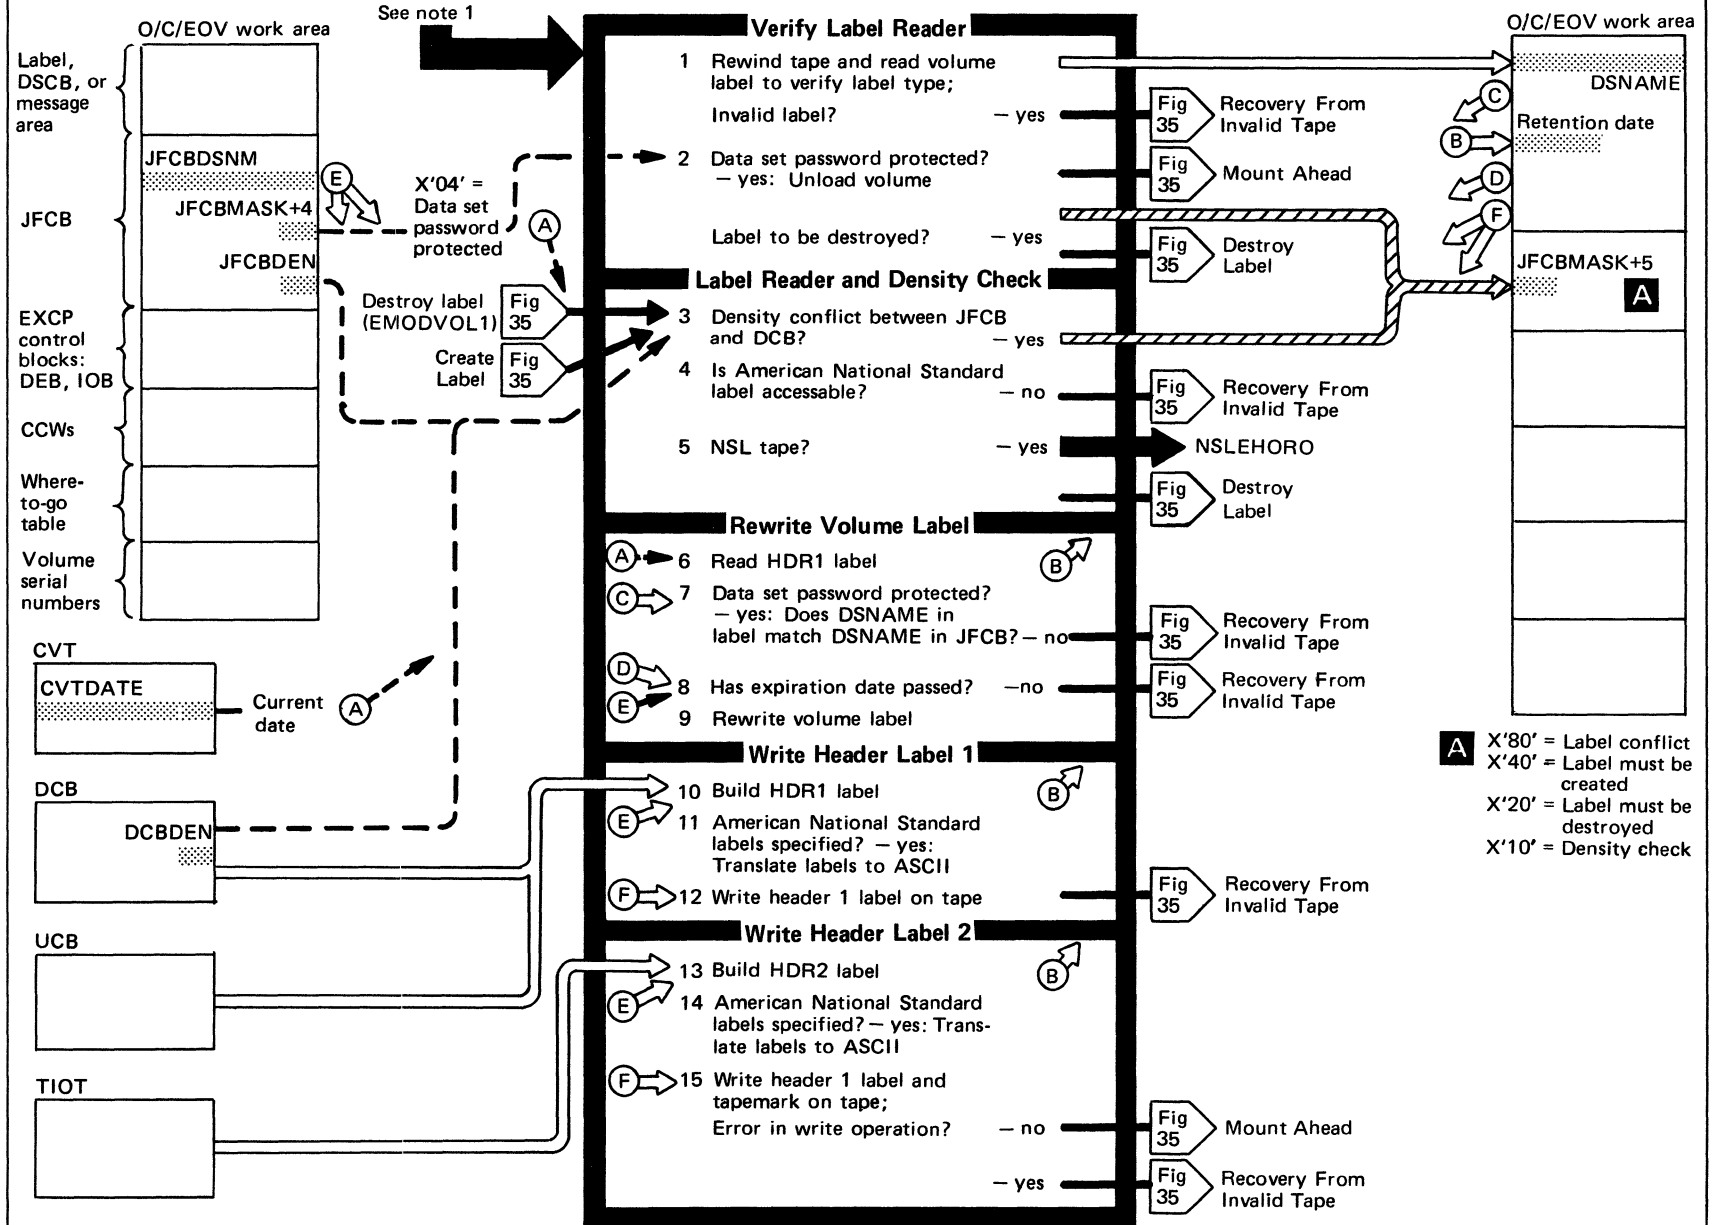 See note 1
O/C/EOV work area
Label,
DSCB, or
message
area
JFCBDSNM
E
JFCBMASK+4
JFCB
X'04' =
Data set
password
protected
A
JFCBDEN
Destroy label
(EMODVOL1)
Fig
35
Create
Label
Fig
35
EXCP
control
blocks:
DEB, IOB
CCWs
Where-
to-go
table
Volume
serial
numbers
CVT
CVTDATE
Current
date
A
DCB
DCBDEN
UCB
TIOT
Verify Label Reader
1 Rewind tape and read volume
label to verify label type;
Invalid label? – yes
Fig
35
Recovery From
Invalid Tape
2 Data set password protected?
– yes: Unload volume
Fig
35
Mount Ahead
Label to be destroyed? – yes
Fig
35
Destroy
Label
Label Reader and Density Check
3 Density conflict between JFCB
and DCB? – yes
4 Is American National Standard
label accessable? – no
Fig
35
Recovery From
Invalid Tape
5 NSL tape? – yes
NSLEHORO
Fig
35
Destroy
Label
Rewrite Volume Label
A
6 Read HDR1 label
B
C
7 Data set password protected?
– yes: Does DSNAME in
label match DSNAME in JFCB? – no
Fig
35
Recovery From
Invalid Tape
D
8 Has expiration date passed? –no
Fig
35
Recovery From
Invalid Tape
E
9 Rewrite volume label
Write Header Label 1
10 Build HDR1 label
B
E
11 American National Standard
labels specified? – yes:
Translate labels to ASCII
F
12 Write header 1 label on tape
Fig
35
Recovery From
Invalid Tape
Write Header Label 2
13 Build HDR2 label
B
E
14 American National Standard
labels specified? – yes: Trans-
late labels to ASCII
F
15 Write header 1 label and
tapemark on tape;
Error in write operation? – no
Fig
35
Mount Ahead
– yes
Fig
35
Recovery From
Invalid Tape
O/C/EOV work area
DSNAME
C
Retention date
B
D
F
JFCBMASK+5
A
A
X'80' = Label conflict
X'40' = Label must be
created
X'20' = Label must be
destroyed
X'10' = Density check